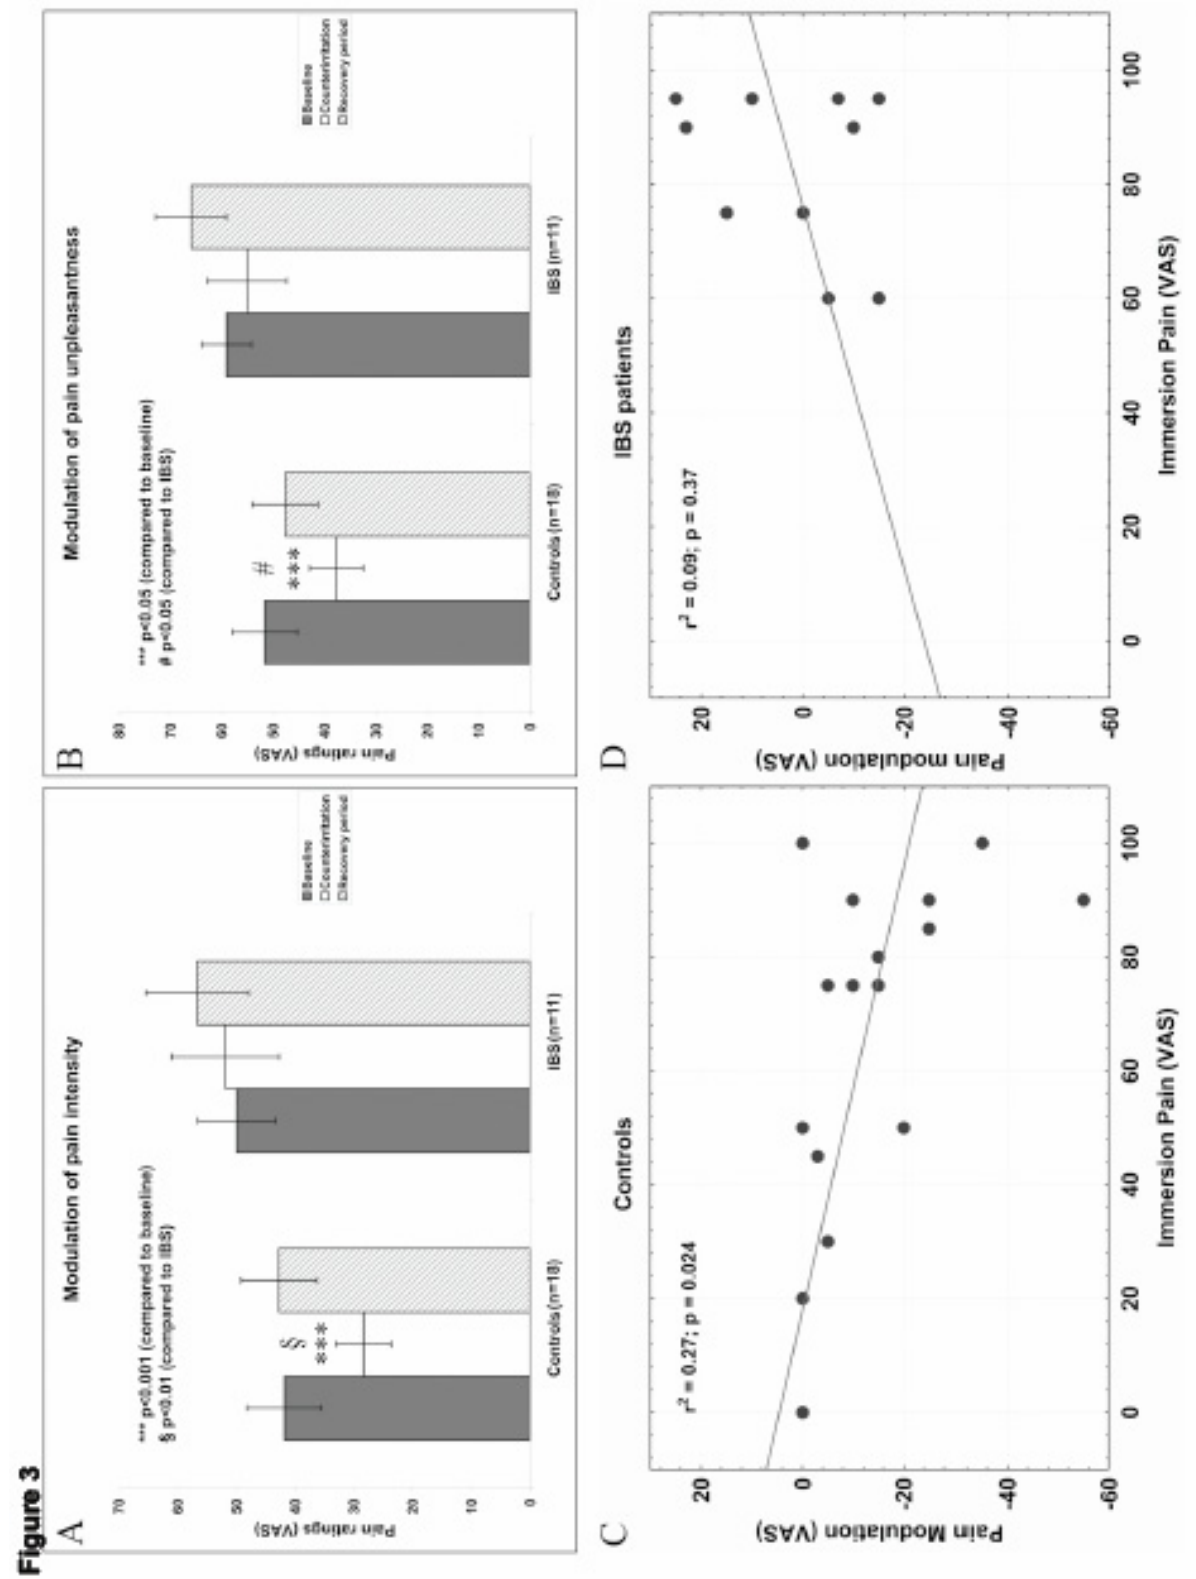 Figure 3
A
Modulation of pain intensity
*** p<0.001 (compared to baseline)
§ p<0.01 (compared to IBS)
Pain ratings (VAS)
70
60
50
40
30
20
10
0
§
***
Controls (n=18)
IBS (n=11)
Baseline
Counterirritation
Recovery period
B
Modulation of pain unpleasantness
*** p<0.05 (compared to baseline)
# p<0.05 (compared to IBS)
Pain ratings (VAS)
80
70
60
50
40
30
20
10
0
#
***
Controls (n=18)
IBS (n=11)
Baseline
Counterirritation
Recovery period
C
Controls
r² = 0.27; p = 0.024
Pain Modulation (VAS)
20
0
-20
-40
-60
0 20 40 60 80 100
Immersion Pain (VAS)
D
IBS patients
r² = 0.09; p = 0.37
Pain modulation (VAS)
20
0
-20
-40
-60
0 20 40 60 80 100
Immersion Pain (VAS)